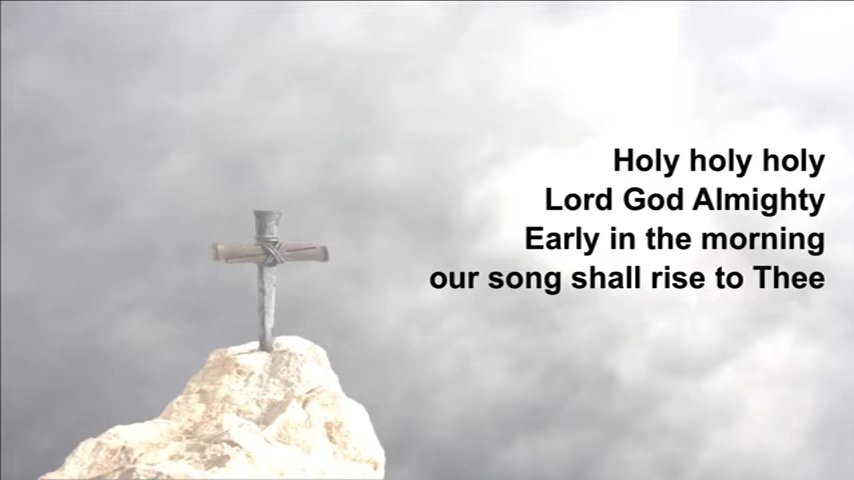 Holy holy holy
Lord God Almighty
Early in the morning
our song shall rise to Thee